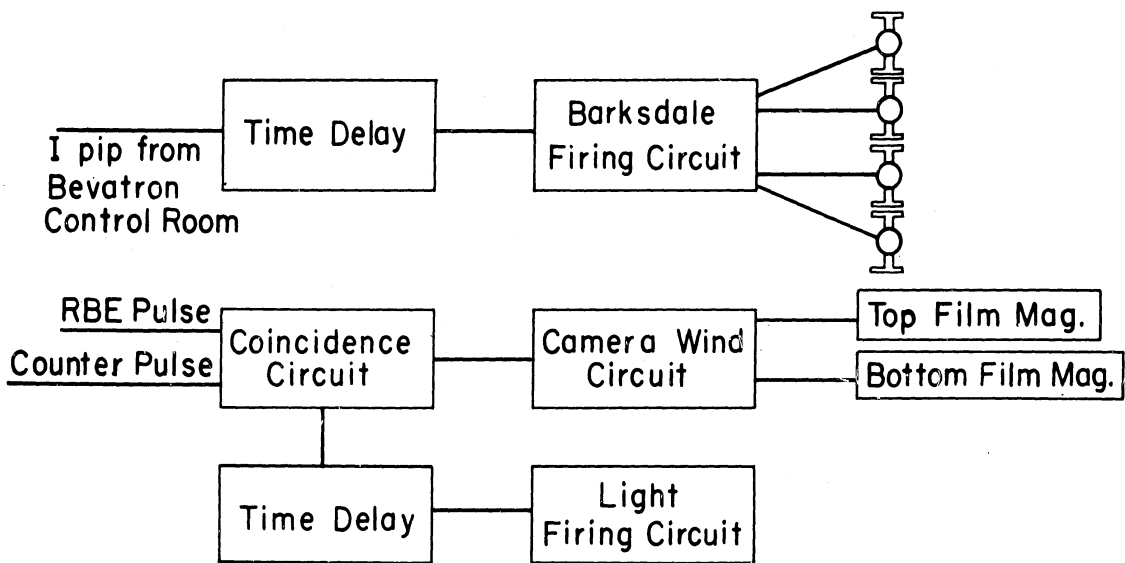 I pip from
Bevatron
Control Room
Time Delay
Barksdale
Firing Circuit
RBE Pulse
Counter Pulse
Coincidence
Circuit
Camera Wind
Circuit
Top Film Mag.
Bottom Film Mag.
Time Delay
Light
Firing Circuit